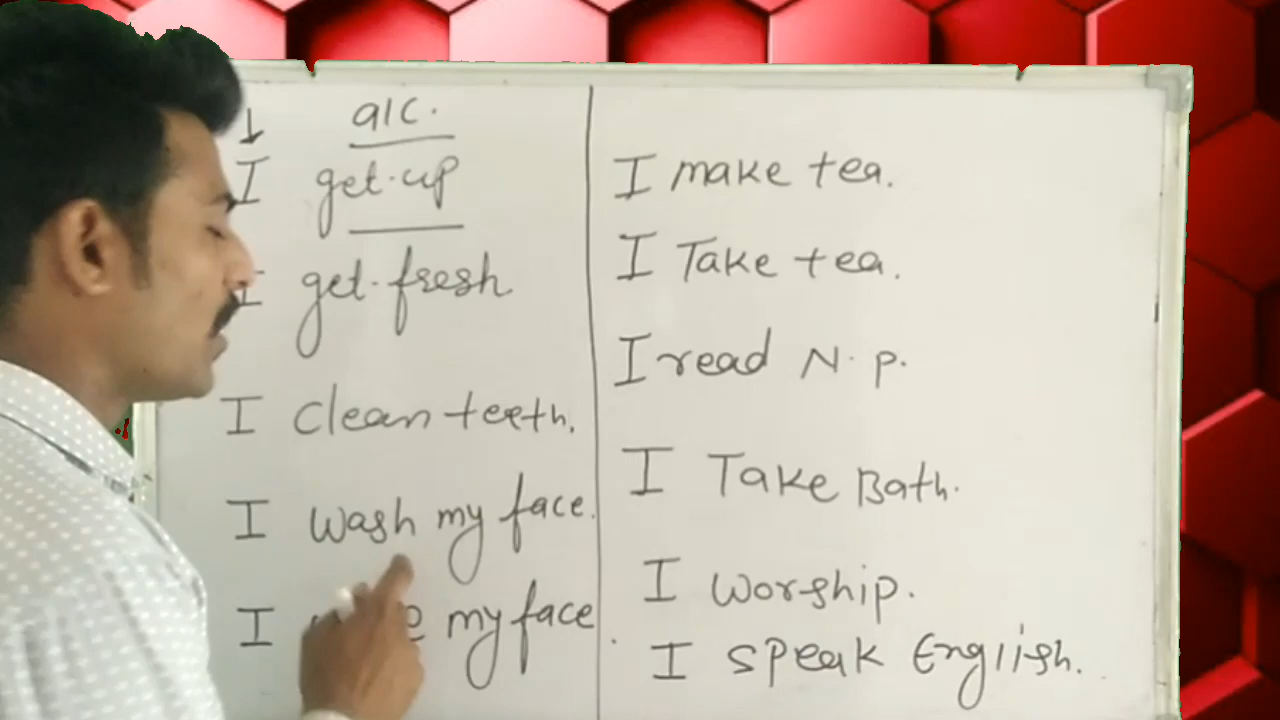 a/c.
I get-up
I get-fresh
I clean teeth.
I wash my face.
I my face
I make tea.
I Take tea.
I read N.p.
I Take Bath.
I worship.
I speak English.